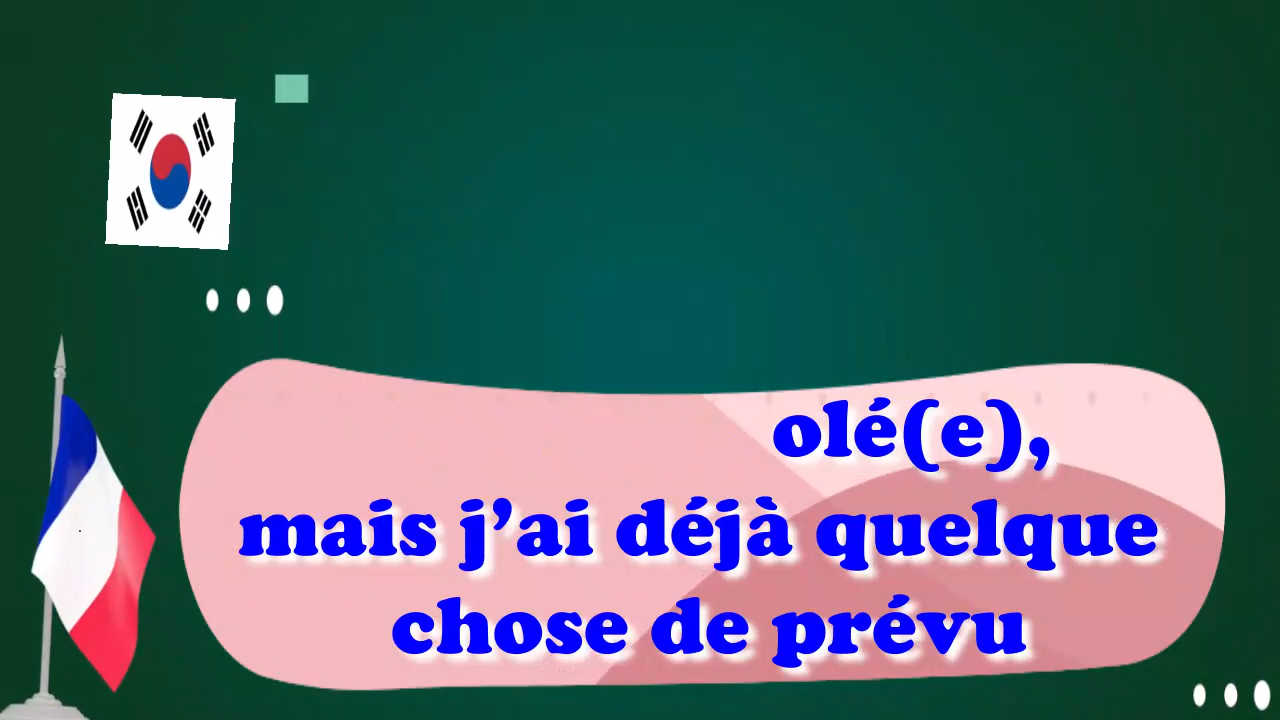 olé(e),
mais j’ai déjà quelque
chose de prévu